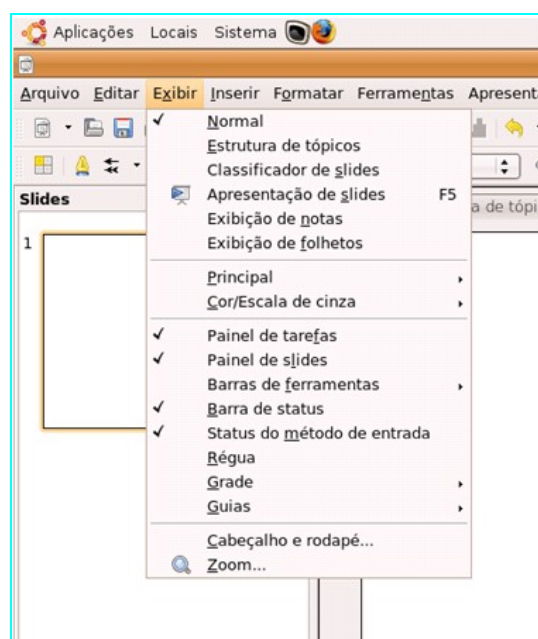 Aplicações Locais Sistema
Arquivo Editar Exibir Inserir Formatar Ferramentas Apresent
Normal
Estrutura de tópicos
Classificador de slides
Apresentação de slides F5
Exibição de notas
Exibição de folhetos
Principal
Cor/Escala de cinza
Painel de tarefas
Painel de slides
Barras de ferramentas
Barra de status
Status do método de entrada
Régua
Grade
Guias
Cabeçalho e rodapé...
Zoom...
Slides
1
a de tópi